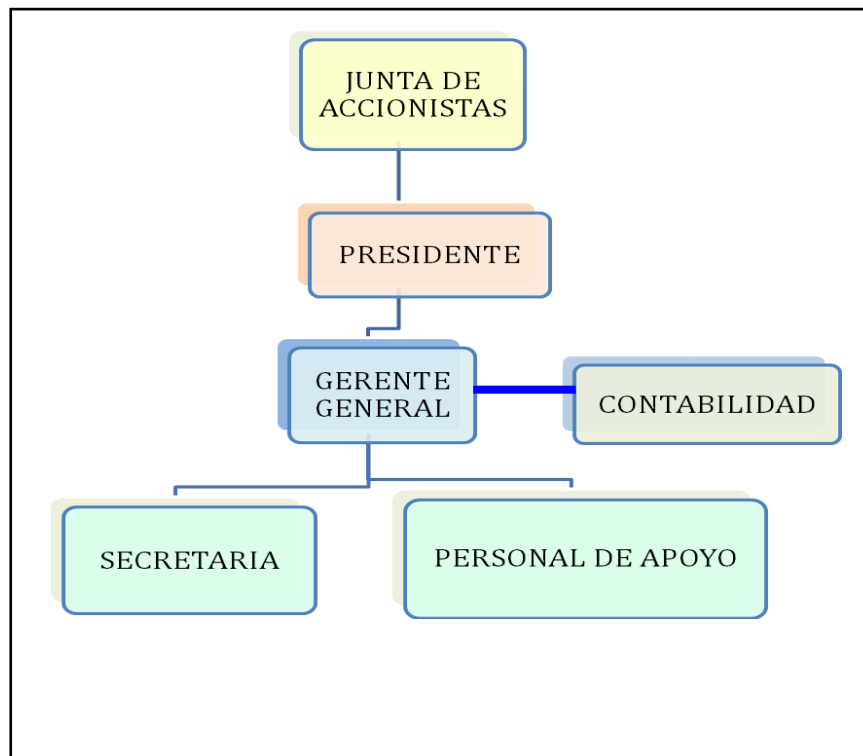 JUNTA DE
ACCIONISTAS
PRESIDENTE
GERENTE
GENERAL
CONTABILIDAD
SECRETARIA
PERSONAL DE APOYO